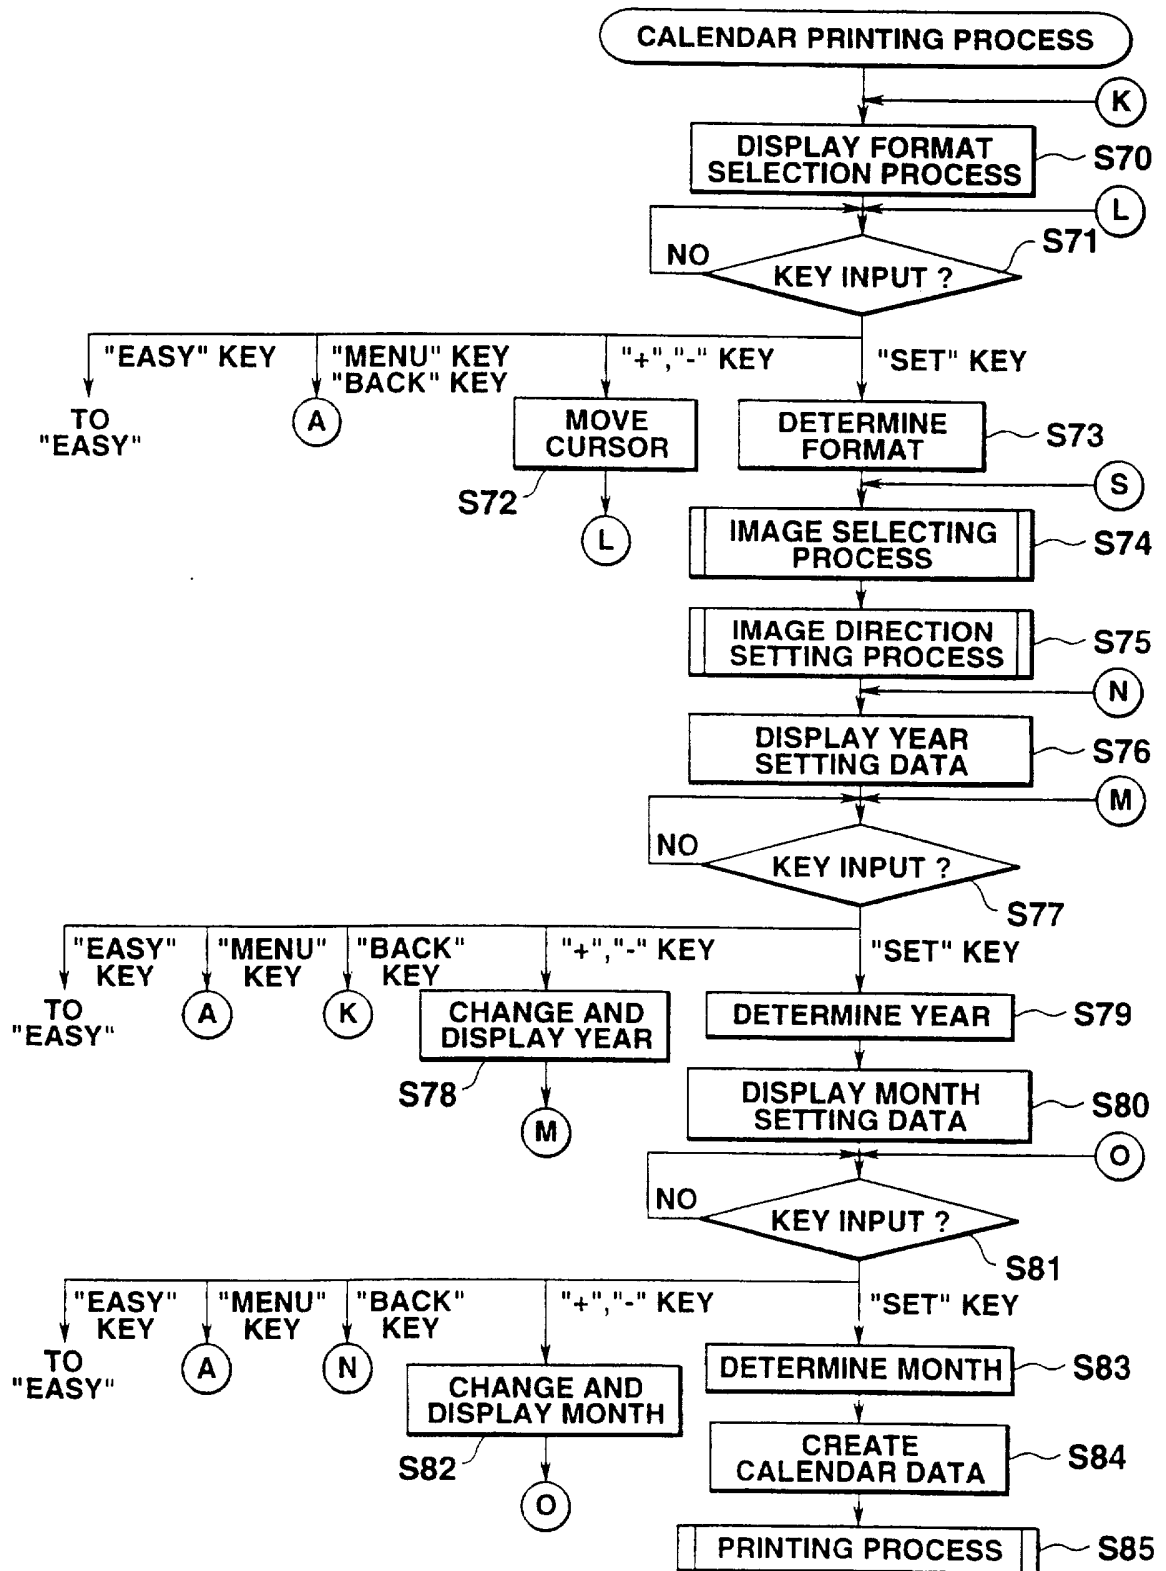 CALENDAR PRINTING PROCESS
K
DISPLAY FORMAT
SELECTION PROCESS
S70
L
S71
NO
KEY INPUT ?
"EASY" KEY
"MENU" KEY
"BACK" KEY
"+","-" KEY
"SET" KEY
TO
"EASY"
A
MOVE
CURSOR
S72
L
DETERMINE
FORMAT
S73
S
IMAGE SELECTING
PROCESS
S74
IMAGE DIRECTION
SETTING PROCESS
S75
N
DISPLAY YEAR
SETTING DATA
S76
M
NO
KEY INPUT ?
S77
"EASY"
KEY
"MENU"
KEY
"BACK"
KEY
"+","-" KEY
"SET" KEY
TO
"EASY"
A
K
CHANGE AND
DISPLAY YEAR
S78
M
DETERMINE YEAR
S79
DISPLAY MONTH
SETTING DATA
S80
O
NO
KEY INPUT ?
S81
"EASY"
KEY
"MENU"
KEY
"BACK"
KEY
"+","-" KEY
"SET" KEY
TO
"EASY"
A
N
CHANGE AND
DISPLAY MONTH
S82
O
DETERMINE MONTH
S83
CREATE
CALENDAR DATA
S84
PRINTING PROCESS
S85